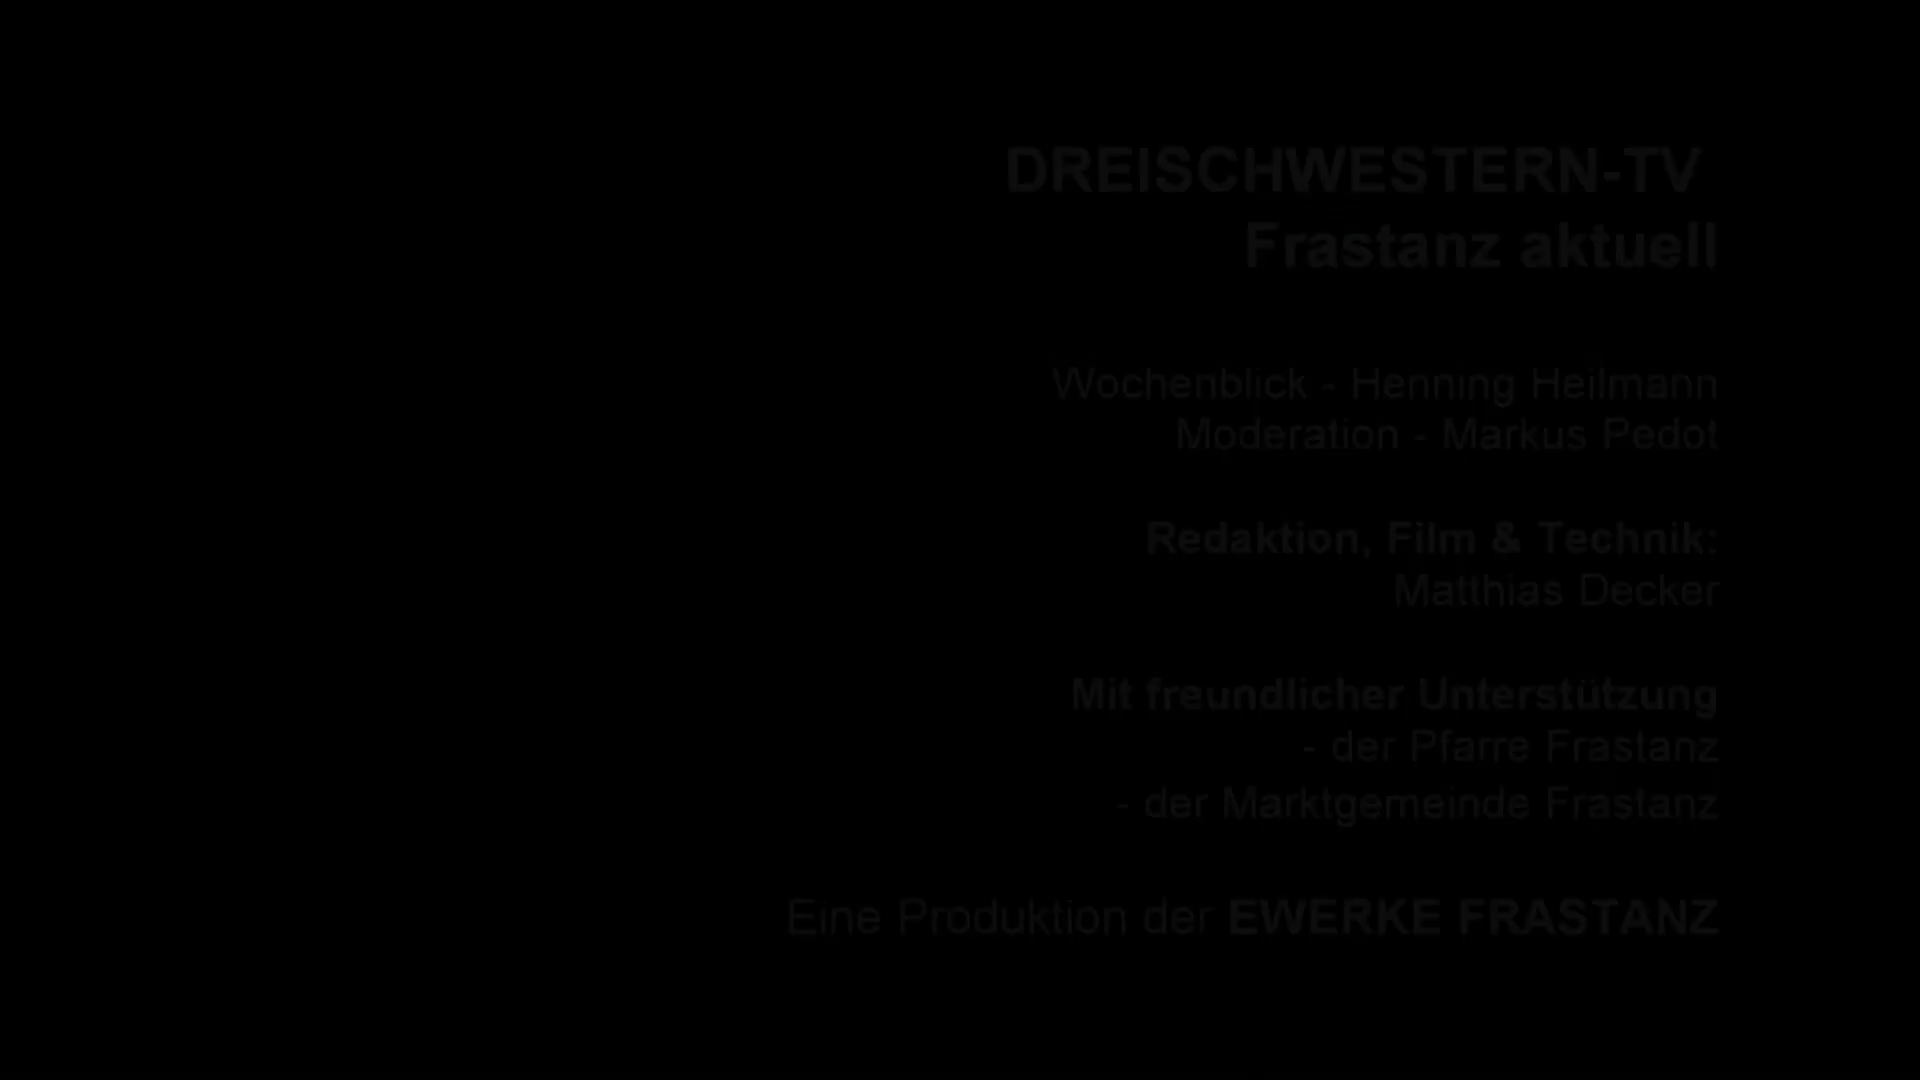 DREISCHWESTERN-TV
Frastanz aktuell
Wochenblick - Henning Heilmann
Moderation - Markus Pedot
Redaktion, Film & Technik:
Matthias Decker
Mit freundlicher Unterstützung
- der Pfarre Frastanz
- der Marktgemeinde Frastanz
Eine Produktion der EWERKE FRASTANZ